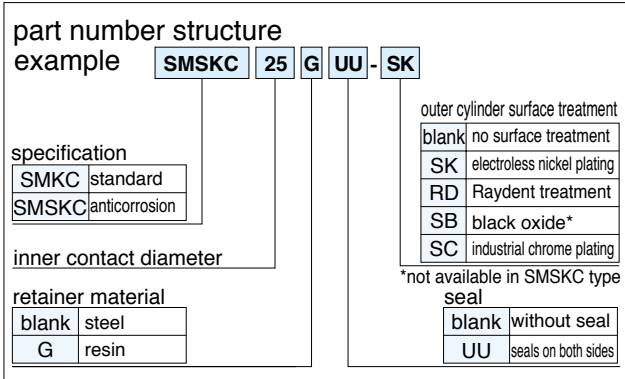 part number structure
example SMSKC 25 G UU - SK
specification
SMKC standard
SMSKC anticorrosion
inner contact diameter
retainer material
blank steel
G resin
outer cylinder surface treatment
blank no surface treatment
SK electroless nickel plating
RD Raydent treatment
SB black oxide*
SC industrial chrome plating
*not available in SMSKC type
seal
blank without seal
UU seals on both sides